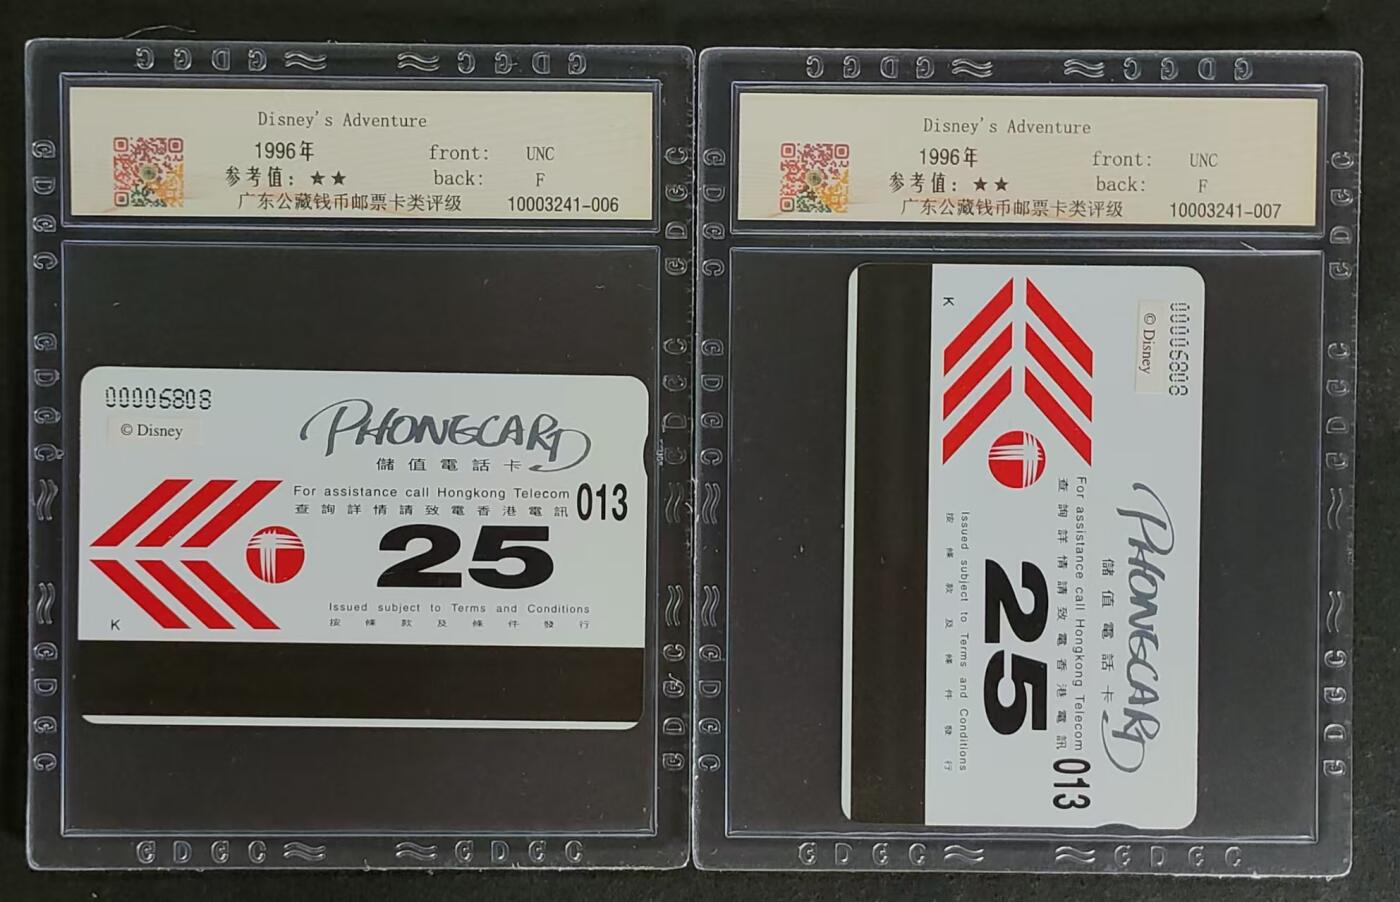 Disney's Adventure
1996年 front: UNC
参考值: ★★ back: F
广东公藏钱币邮票卡类评级 10003241-006
00006808
© Disney
PHONECARD
儲值電話卡
For assistance call Hongkong Telecom 013
查詢詳情請致電香港電訊
25
Issued subject to Terms and Conditions
按條款及條件發行
K
Disney's Adventure
1996年 front: UNC
参考值: ★★ back: F
广东公藏钱币邮票卡类评级 10003241-007
00006808
© Disney
PHONECARD
儲值電話卡
For assistance call Hongkong Telecom 013
查詢詳情請致電香港電訊
25
Issued subject to Terms and Conditions
按條款及條件發行
K